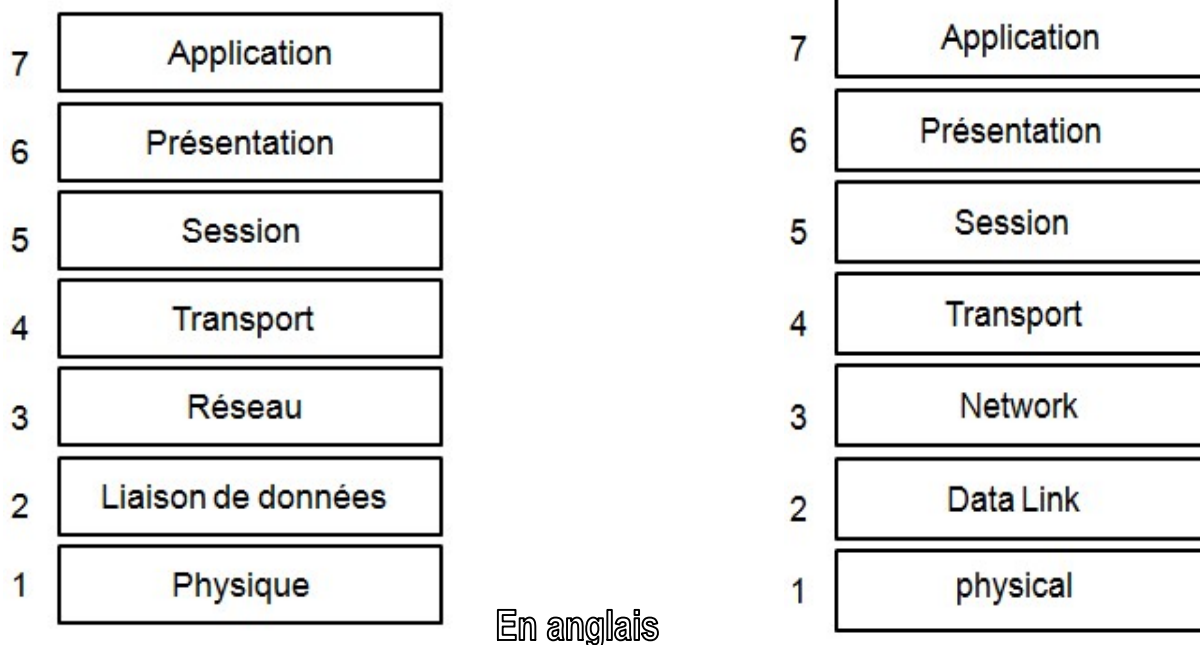 7 Application
6 Présentation
5 Session
4 Transport
3 Réseau
2 Liaison de données
1 Physique
7 Application
6 Présentation
5 Session
4 Transport
3 Network
2 Data Link
1 physical
En anglais